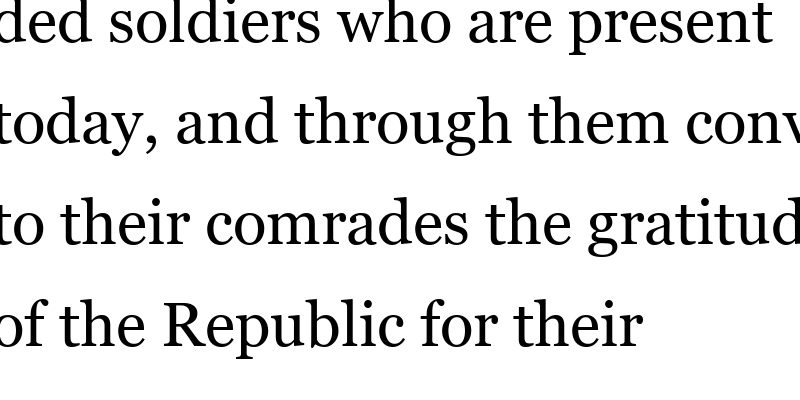 ded soldiers who are present
today, and through them conv
to their comrades the gratitud
of the Republic for their